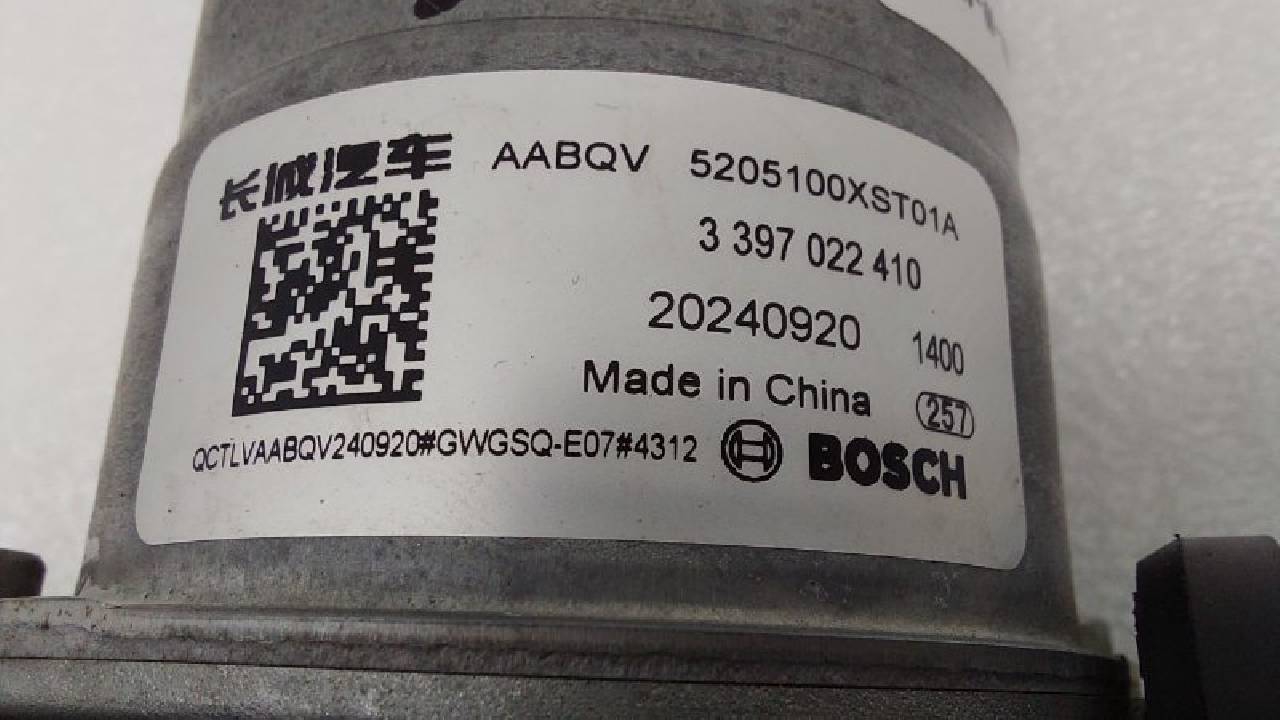 长城汽车 AABQV 5205100XST01A
3 397 022 410
20240920 1400
Made in China 257
QCTLVAABQV240920#GWGSQ-E07#4312 BOSCH